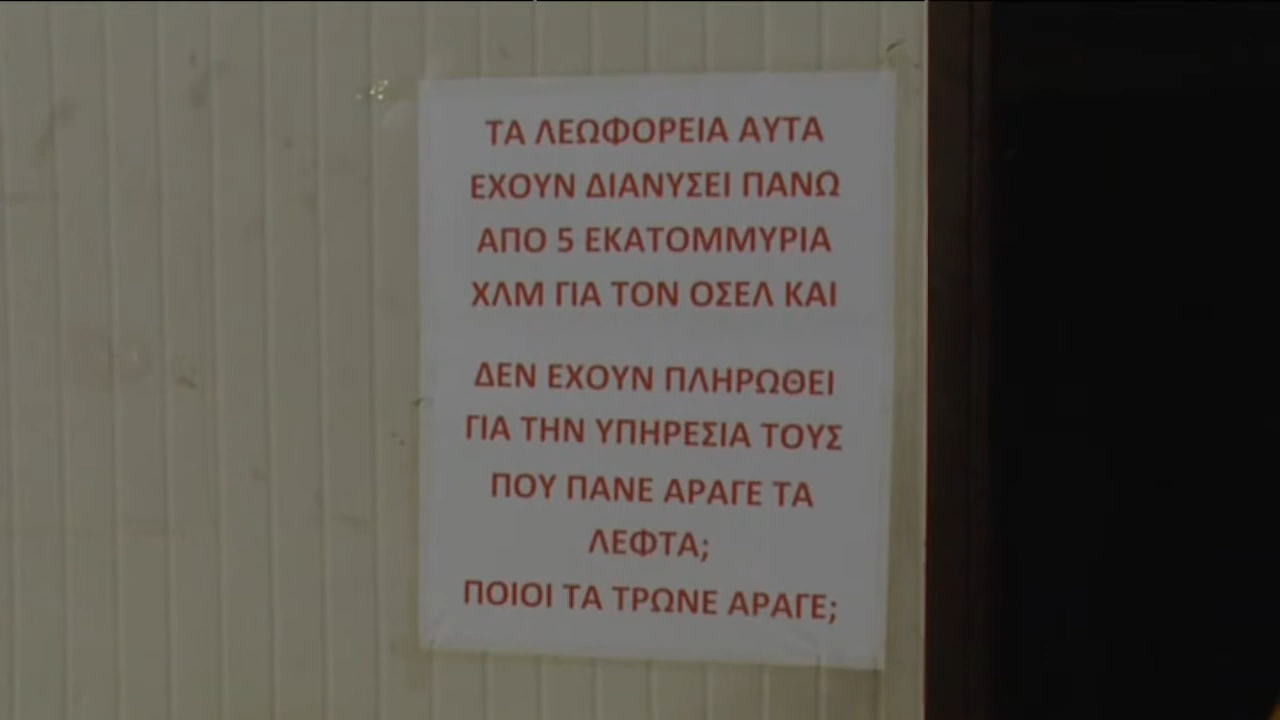 ΤΑ ΛΕΩΦΟΡΕΙΑ ΑΥΤΑ
ΕΧΟΥΝ ΔΙΑΝΥΣΕΙ ΠΑΝΩ
ΑΠΟ 5 ΕΚΑΤΟΜΜΥΡΙΑ
ΧΛΜ ΓΙΑ ΤΟΝ ΟΣΕΛ ΚΑΙ
ΔΕΝ ΕΧΟΥΝ ΠΛΗΡΩΘΕΙ
ΓΙΑ ΤΗΝ ΥΠΗΡΕΣΙΑ ΤΟΥΣ
ΠΟΥ ΠΑΝΕ ΑΡΑΓΕ ΤΑ
ΛΕΦΤΑ;
ΠΟΙΟΙ ΤΑ ΤΡΩΝΕ ΑΡΑΓΕ;